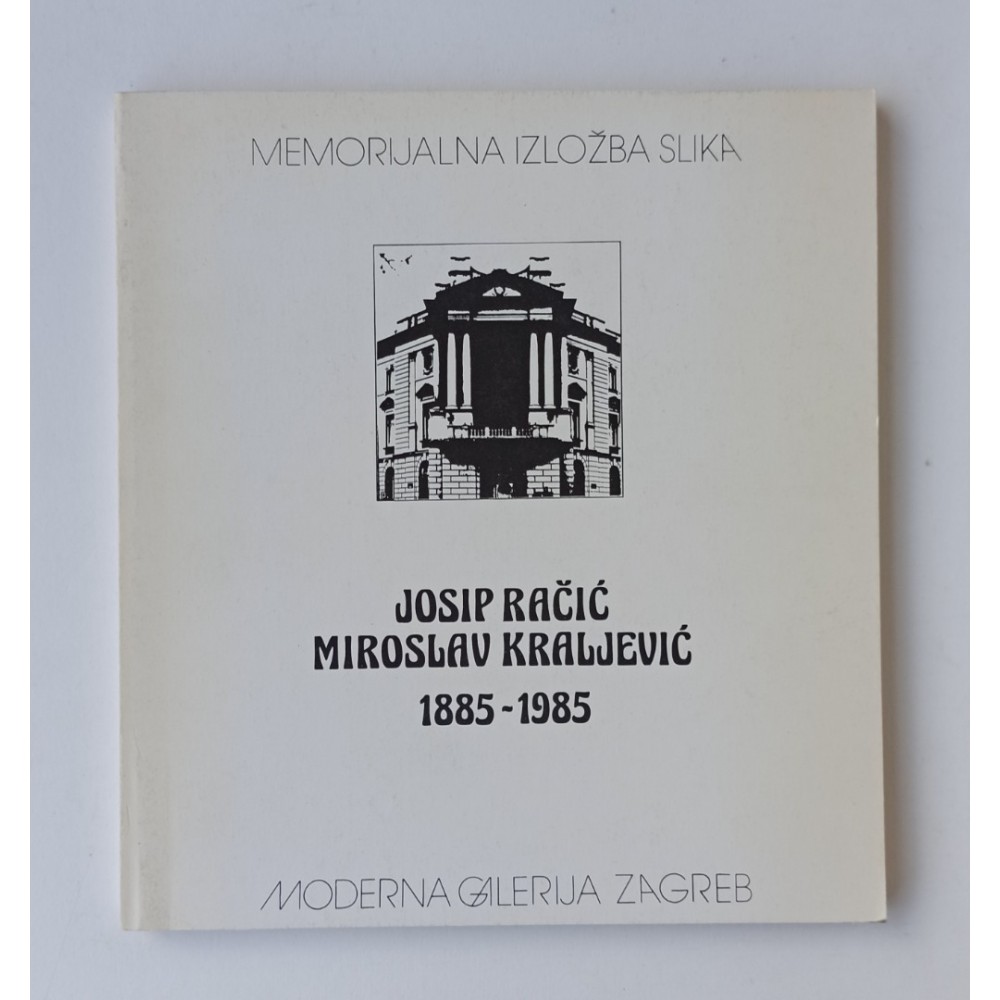 MEMORIJALNA IZLOŽBA SLIKA
JOSIP RAČIĆ
MIROSLAV KRALJEVIĆ
1885-1985
MODERNA GALERIJA ZAGREB